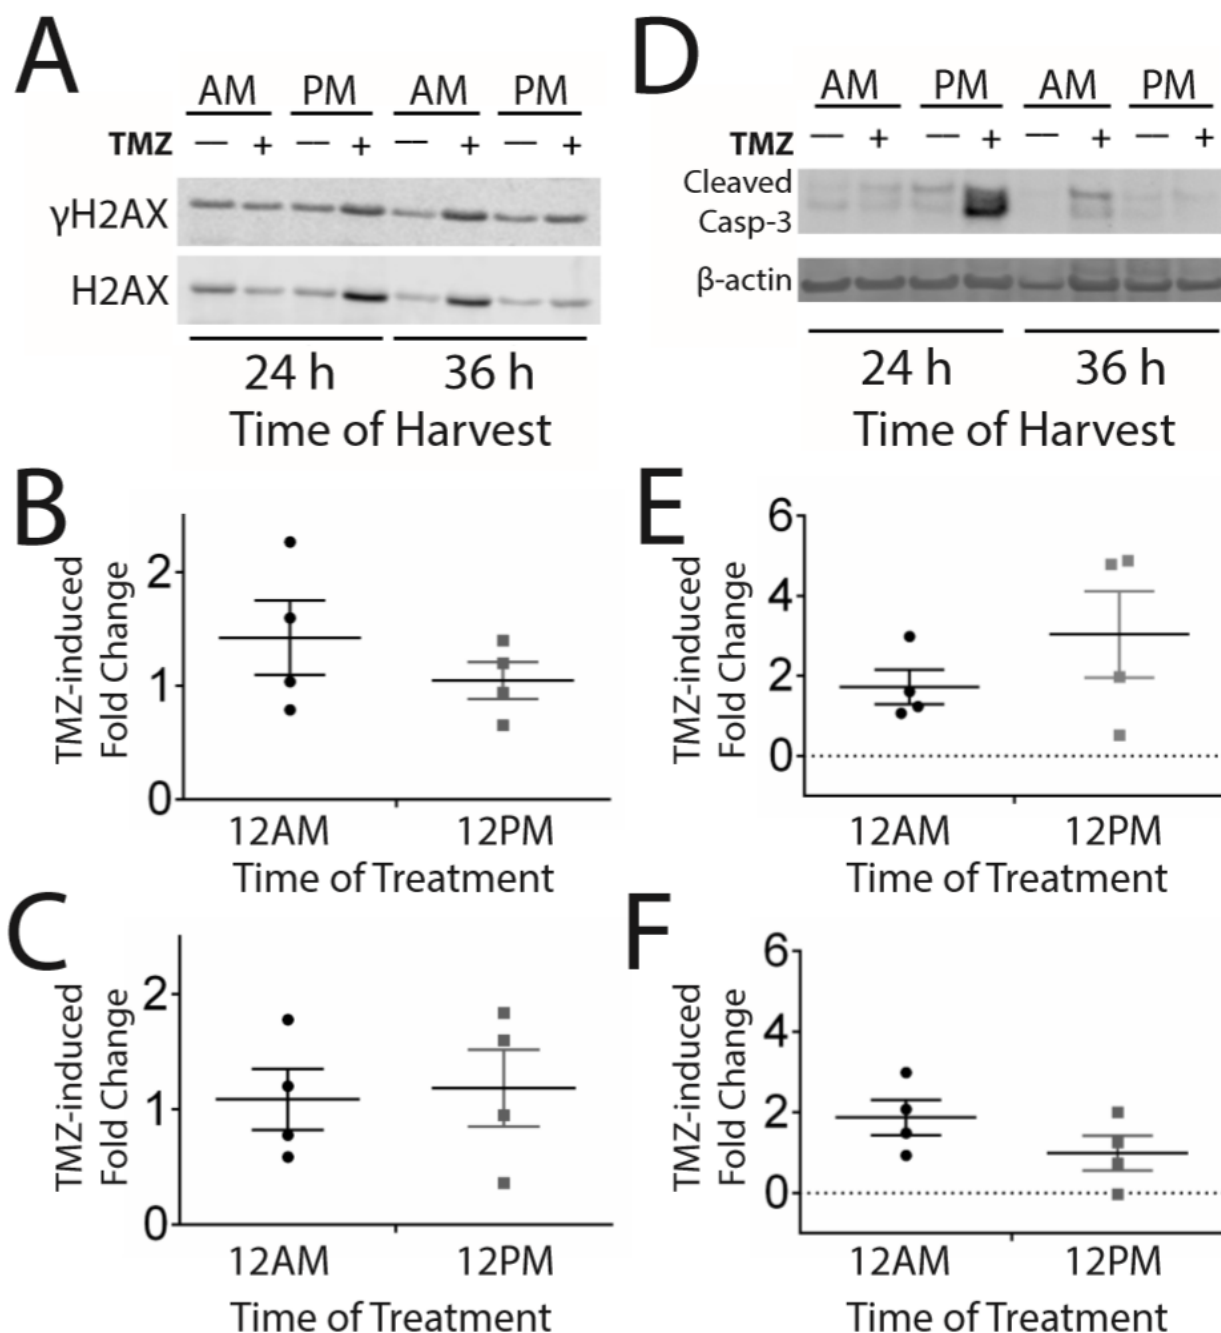 A
AM PM AM PM
TMZ — + — + — + — +
γH2AX
H2AX
24 h 36 h
Time of Harvest
D
AM PM AM PM
TMZ — + — + — + — +
Cleaved
Casp-3
β-actin
24 h 36 h
Time of Harvest
B
TMZ-induced
Fold Change
2
1
0
12AM 12PM
Time of Treatment
E
TMZ-induced
Fold Change
6
4
2
0
12AM 12PM
Time of Treatment
C
TMZ-induced
Fold Change
2
1
0
12AM 12PM
Time of Treatment
F
TMZ-induced
Fold Change
6
4
2
0
12AM 12PM
Time of Treatment